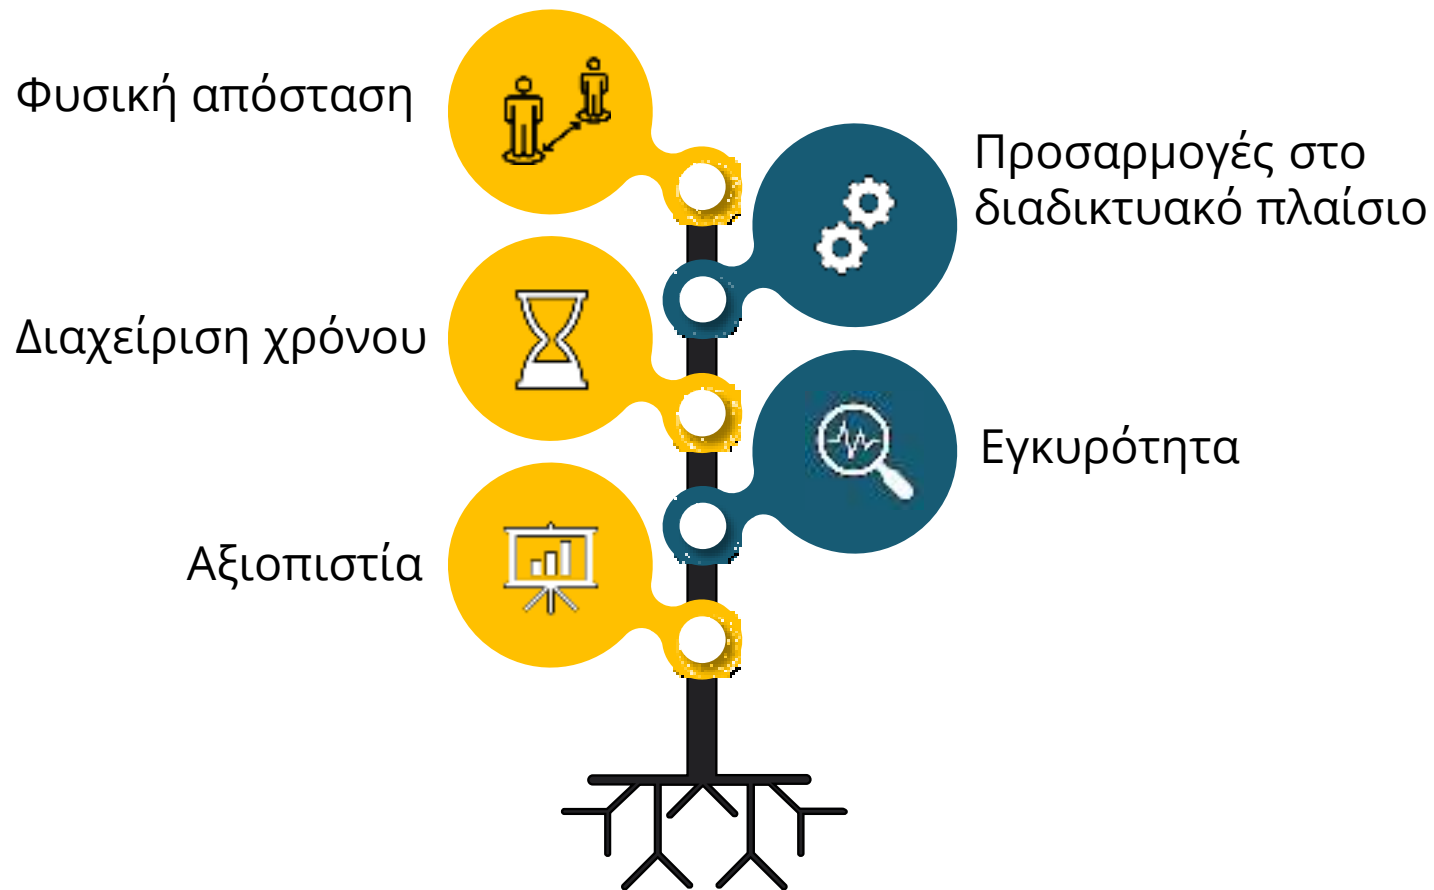 Φυσική απόσταση
Προσαρμογές στο
διαδικτυακό πλαίσιο
Διαχείριση χρόνου
Εγκυρότητα
Αξιοπιστία